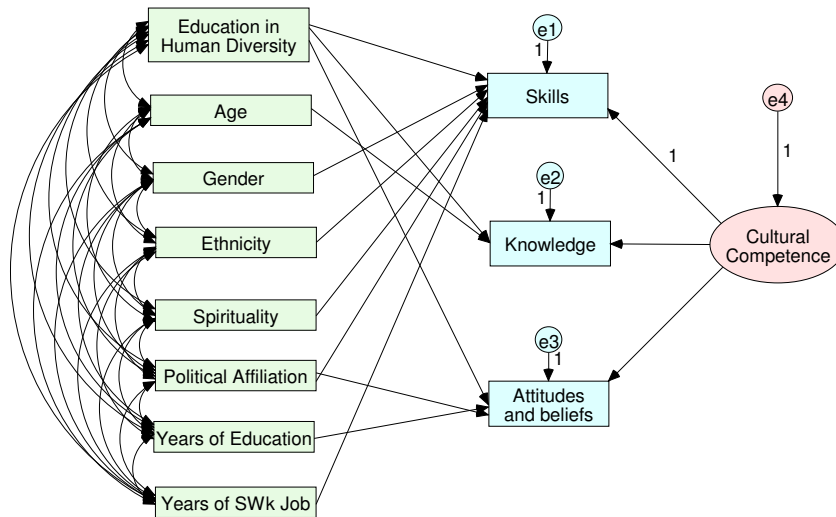 Education in
Human Diversity
Age
Gender
Ethnicity
Spirituality
Political Affiliation
Years of Education
Years of SWk Job
e1
1
Skills
e2
1
Knowledge
e3
1
Attitudes
and beliefs
1
e4
1
Cultural
Competence